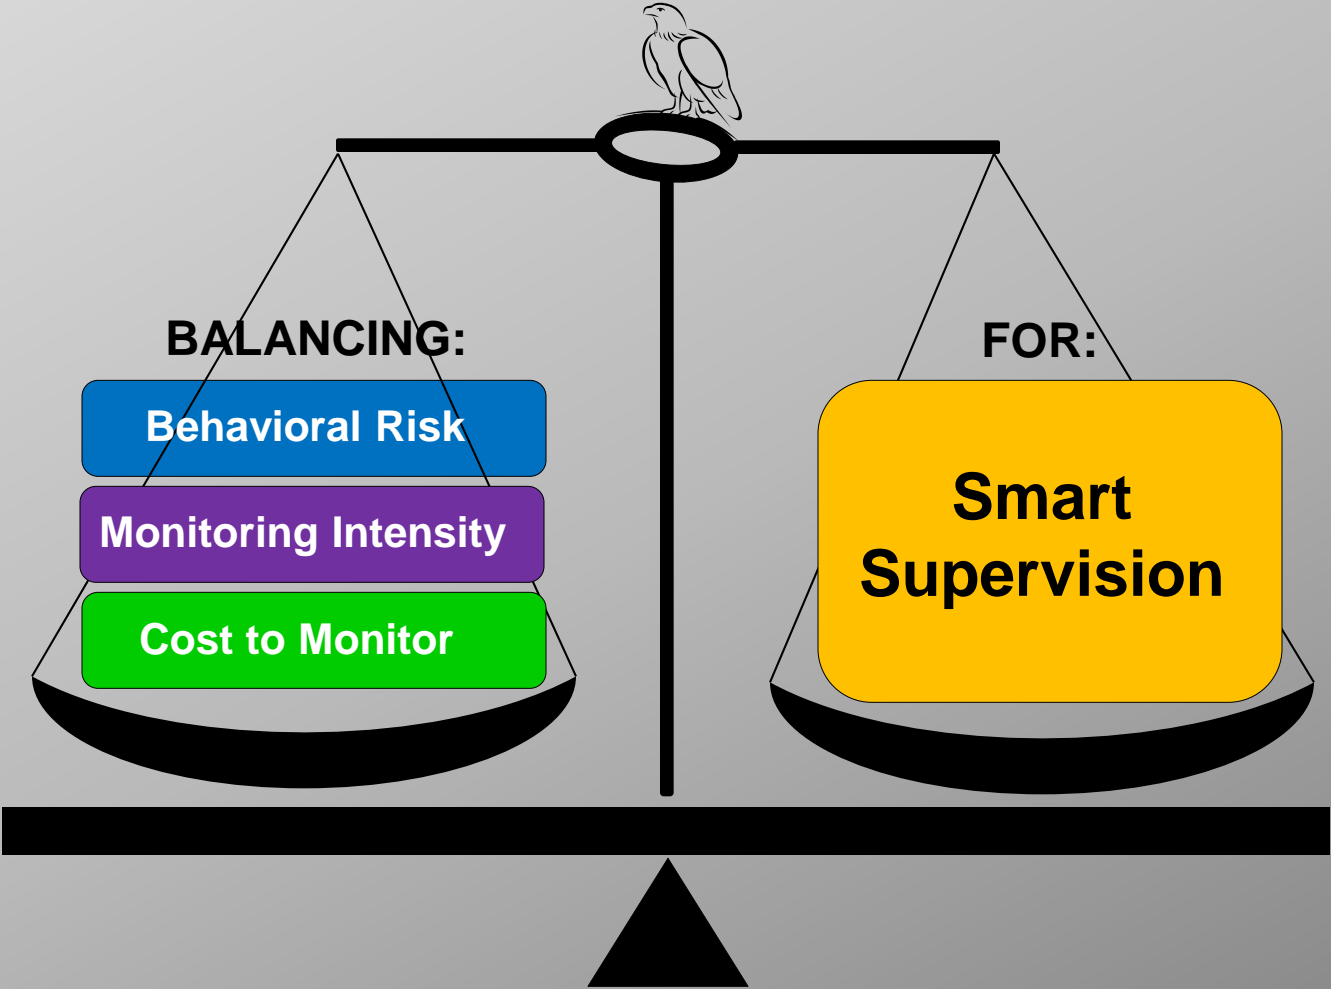 BALANCING:
Behavioral Risk
Monitoring Intensity
Cost to Monitor
FOR:
Smart
Supervision